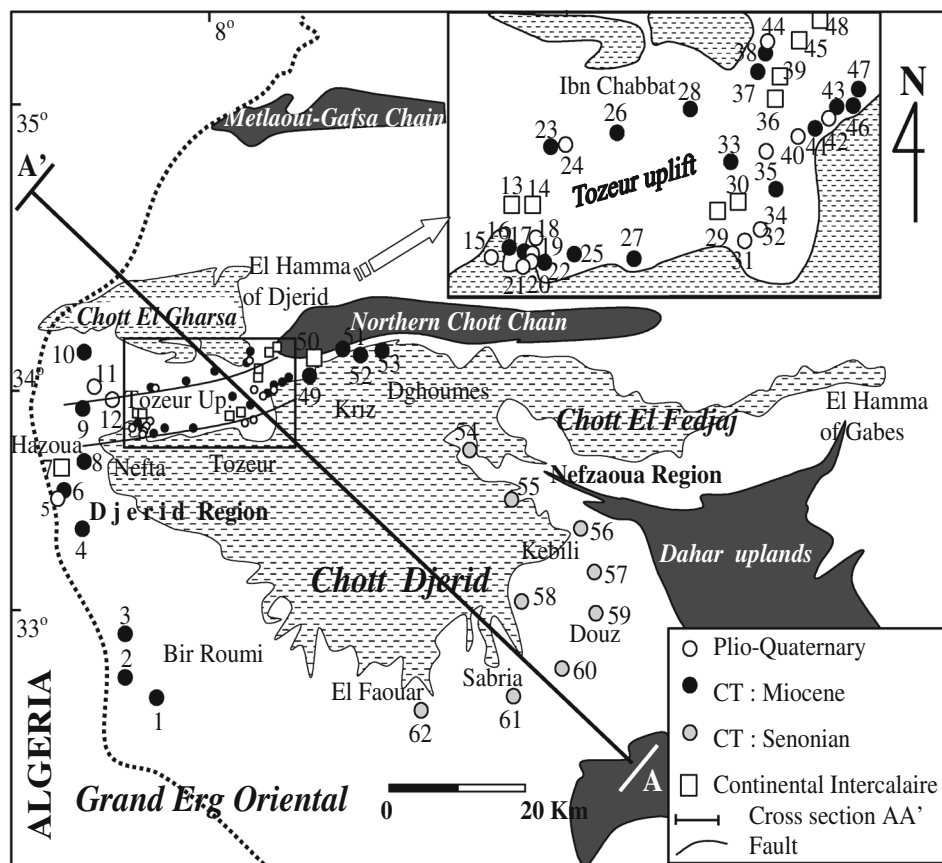 8°
44
48
38
45
35°
Ibn Chabbat
28
39
47
N
Metlaoui-Gafsa Chain
26
37
43
23
36
46
24
33
41
42
A'
Tozeur uplift
40
35
13
14
30
18
34
16
17
29
32
15
19
25
27
31
22
El Hamma
of Djerid
21
20
Chott El Gharsa
Northern Chott Chain
50
51
10
52
53
34°
11
Dghoumes
Tozeur Up.
49
Kriz
El Hamma
of Gabes
9
12
Chott El Fedjaj
Hazoua
54
7
8
Nefta
Tozeur
Nefzaoua Region
6
5
55
Djerid Region
56
4
Kebili
Dahar uplands
Chott Djerid
57
58
59
33°
3
Douz
Plio-Quaternary
2
Bir Roumi
60
CT : Miocene
1
El Faouar
Sabria
61
62
CT : Senonian
ALGERIA
Continental Intercalaire
A
Grand Erg Oriental
0
20 Km
Cross section AA'
Fault